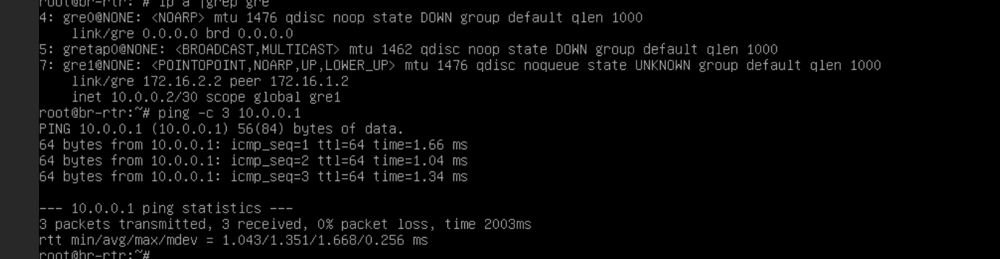 root@br-rtr:~# ip a |grep gre
4: gre0@NONE: <NOARP> mtu 1476 qdisc noop state DOWN group default qlen 1000
    link/gre 0.0.0.0 brd 0.0.0.0
5: gretap0@NONE: <BROADCAST,MULTICAST> mtu 1462 qdisc noop state DOWN group default qlen 1000
7: gre1@NONE: <POINTOPOINT,NOARP,UP,LOWER_UP> mtu 1476 qdisc noqueue state UNKNOWN group default qlen 1000
    link/gre 172.16.2.2 peer 172.16.1.2
    inet 10.0.0.2/30 scope global gre1
root@br-rtr:~# ping -c 3 10.0.0.1
PING 10.0.0.1 (10.0.0.1) 56(84) bytes of data.
64 bytes from 10.0.0.1: icmp_seq=1 ttl=64 time=1.66 ms
64 bytes from 10.0.0.1: icmp_seq=2 ttl=64 time=1.04 ms
64 bytes from 10.0.0.1: icmp_seq=3 ttl=64 time=1.34 ms
--- 10.0.0.1 ping statistics ---
3 packets transmitted, 3 received, 0% packet loss, time 2003ms
rtt min/avg/max/mdev = 1.043/1.351/1.668/0.256 ms
root@br-rtr:~#